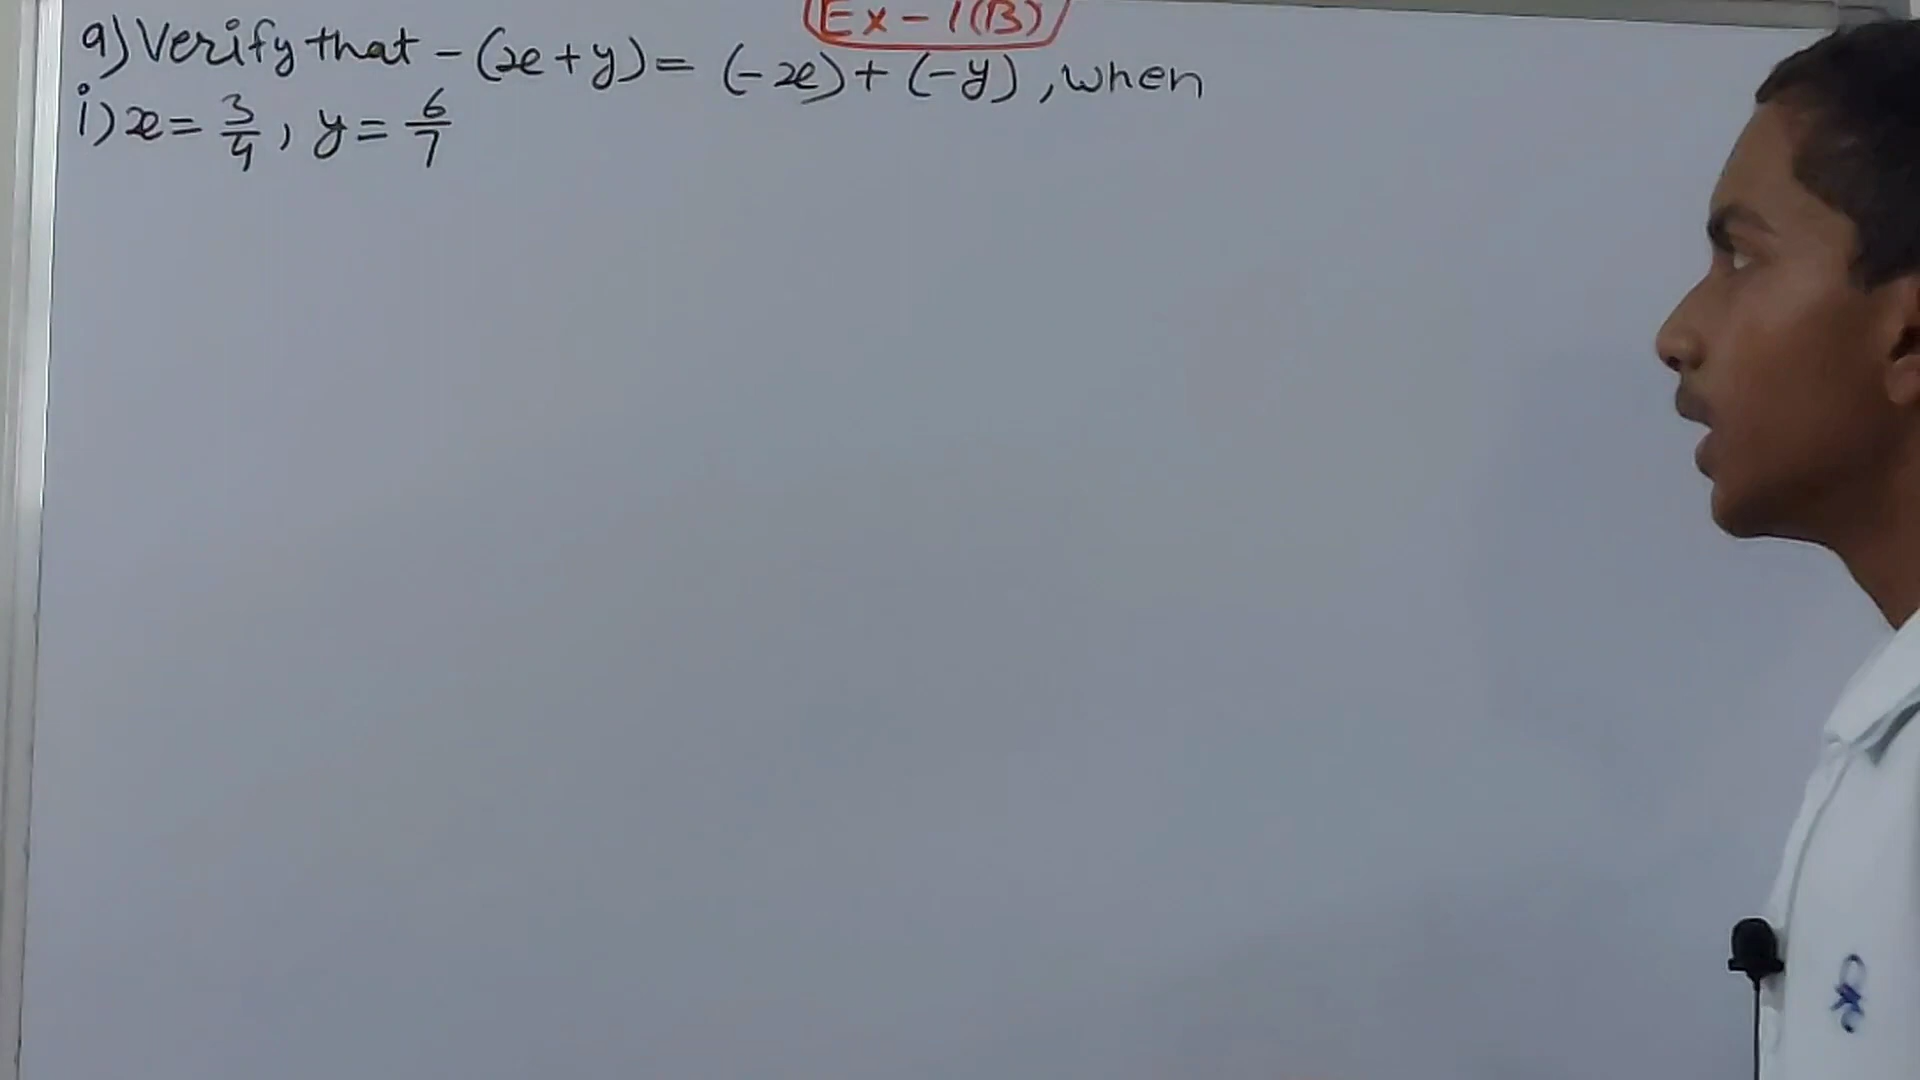 Ex-1(B)
9) Verify that -(x+y) = (-x)+(-y), when
i) x = 3/4, y = 6/7